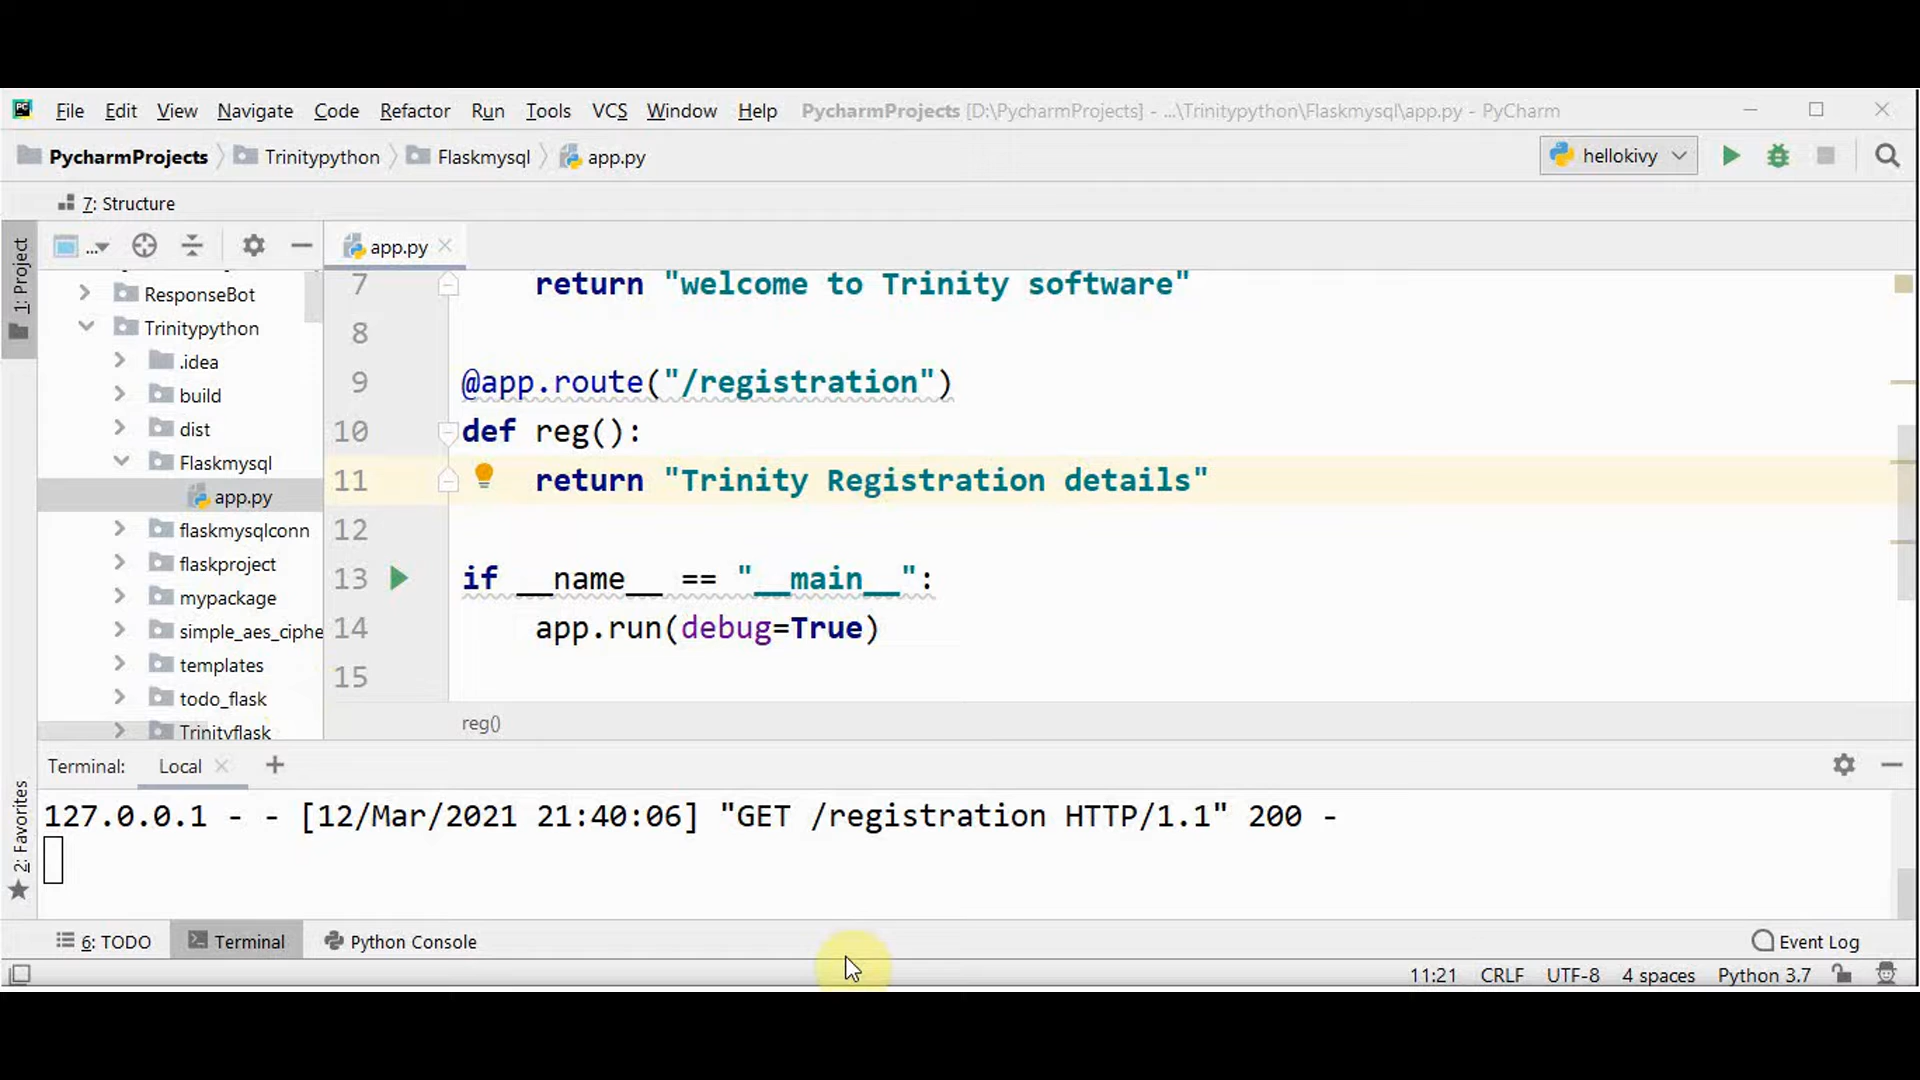 PC File Edit View Navigate Code Refactor Run Tools VCS Window Help PycharmProjects [D:\PycharmProjects] - ...\Trinitypython\Flaskmysql\app.py - PyCharm
PycharmProjects Trinitypython Flaskmysql app.py hellokivy
7: Structure
1: Project
... app.py
ResponseBot
Trinitypython
.idea
build
dist
Flaskmysql
app.py
flaskmysqlconn
flaskproject
mypackage
simple_aes_ciphe
templates
todo_flask
Trinityflask
7 return "welcome to Trinity software"
8
9 @app.route("/registration")
10 def reg():
11 return "Trinity Registration details"
12
13 if __name__ == "__main__":
14 app.run(debug=True)
15
reg()
Terminal: Local +
127.0.0.1 - - [12/Mar/2021 21:40:06] "GET /registration HTTP/1.1" 200 -
2: Favorites
6: TODO Terminal Python Console Event Log
11:21 CRLF UTF-8 4 spaces Python 3.7